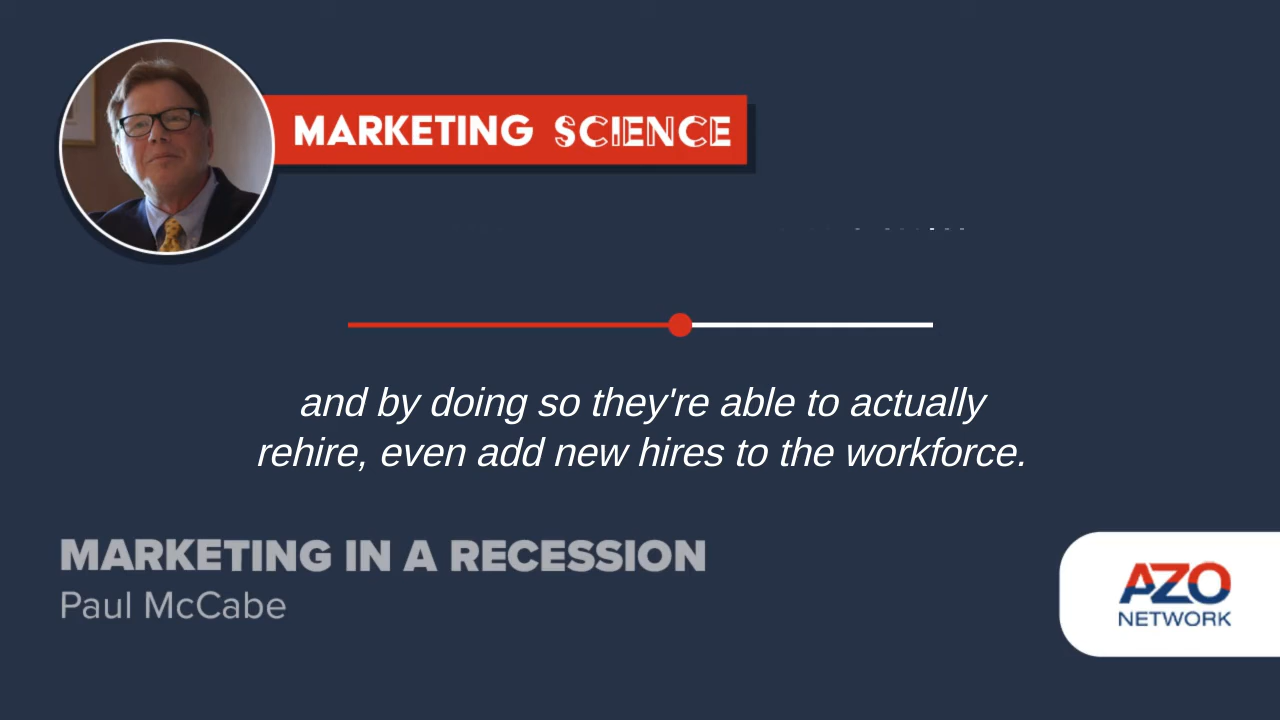 MARKETING SCIENCE
and by doing so they're able to actually
rehire, even add new hires to the workforce.
MARKETING IN A RECESSION
Paul McCabe
AZO
NETWORK